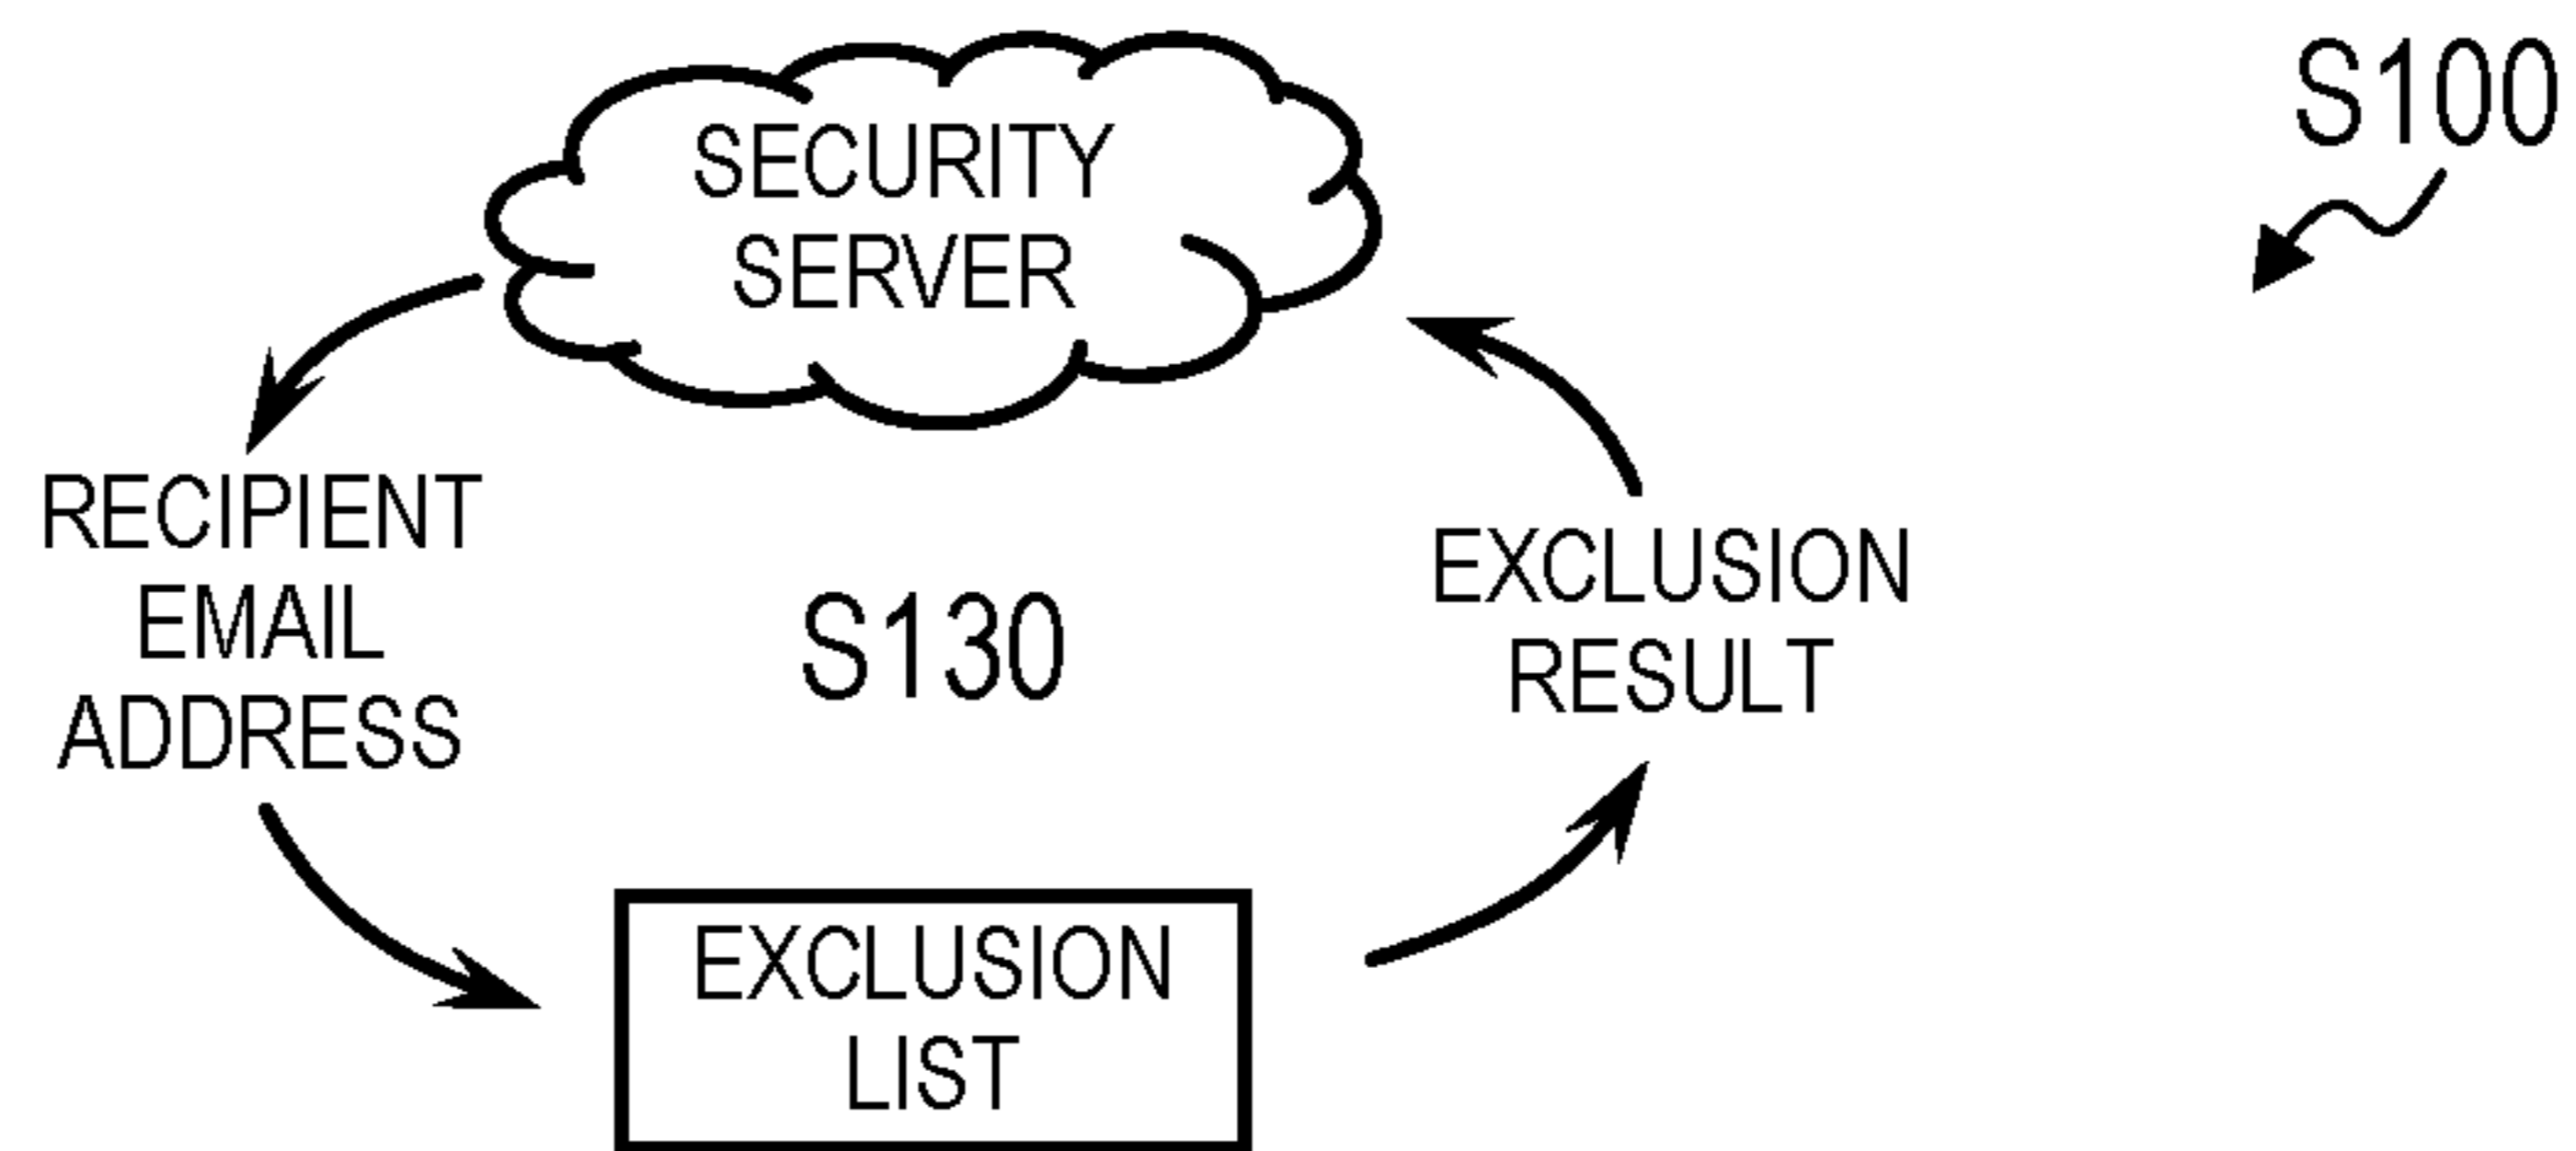 SECURITY
SERVER
S100
RECIPIENT
EMAIL
ADDRESS
S130
EXCLUSION
RESULT
EXCLUSION
LIST